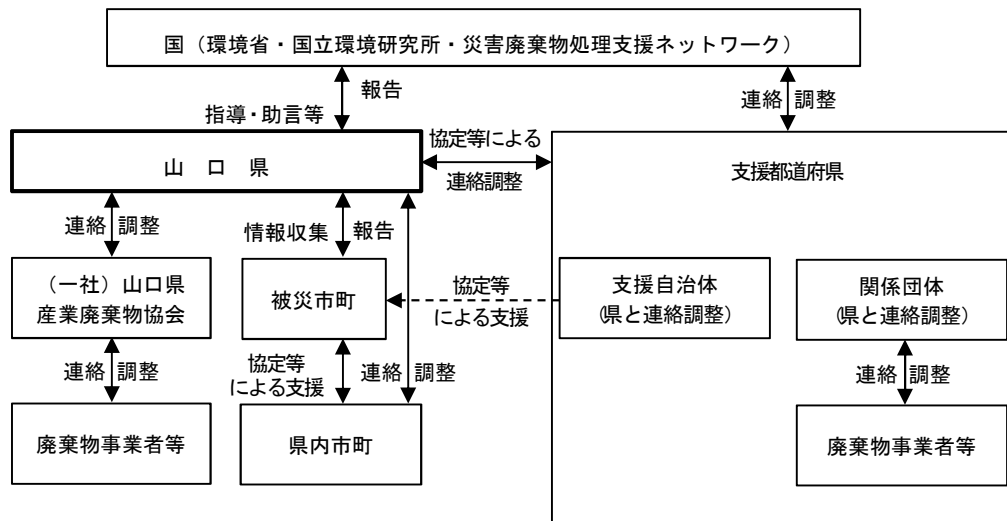 国（環境省・国立環境研究所・災害廃棄物処理支援ネットワーク）
報告
指導・助言等
連絡 調整
山 口 県
協定等による
連絡調整
支援都道府県
連絡 調整
情報収集 報告
（一社）山口県
産業廃棄物協会
被災市町
協定等
による支援
支援自治体
(県と連絡調整)
関係団体
(県と連絡調整)
連絡 調整
協定等
による支援
連絡 調整
連絡 調整
廃棄物事業者等
県内市町
廃棄物事業者等